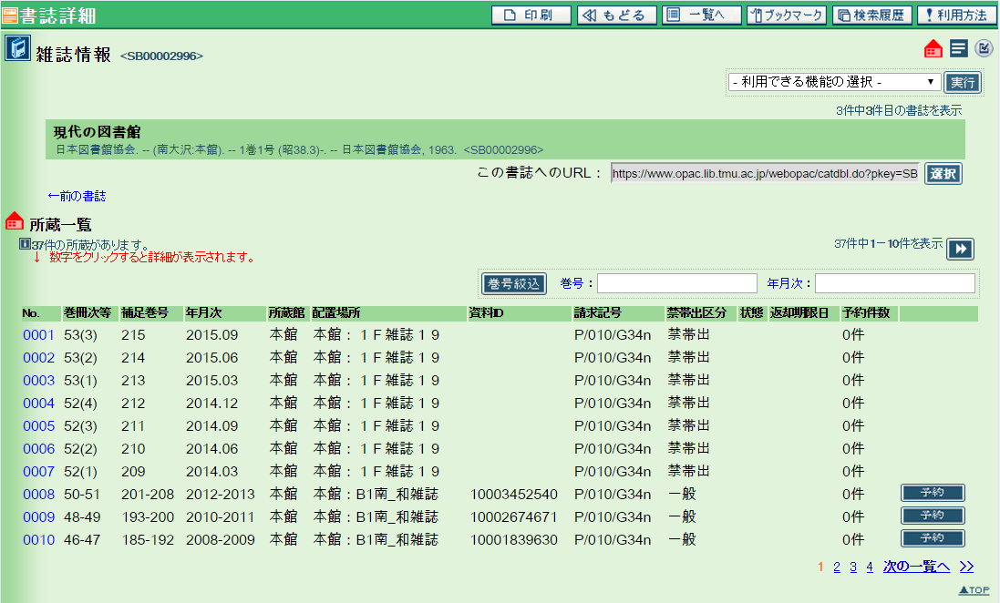 書誌詳細 印刷 もどる 一覧へ ブックマーク 検索履歴 利用方法
雑誌情報 <SB00002996>
- 利用できる機能の選択 - 実行
3件中3件目の書誌を表示
現代の図書館
日本図書館協会. -- (南大沢:本館). -- 1巻1号 (昭38.3)-. -- 日本図書館協会, 1963. <SB00002996>
この書誌へのURL： https://www.opac.lib.tmu.ac.jp/webopac/catdbl.do?pkey=SB 選択
←前の書誌
所蔵一覧
37件の所蔵があります。 37件中1－10件を表示
↓ 数字をクリックすると詳細が表示されます。
巻号絞込 巻号： 年月次：
No. 巻冊次等 補足巻号 年月次 所蔵館 配置場所 資料ID 請求記号 禁帯出区分 状態 返却期限日 予約件数
0001 53(3) 215 2015.09 本館 本館：１Ｆ雑誌１９ P/010/G34n 禁帯出 0件
0002 53(2) 214 2015.06 本館 本館：１Ｆ雑誌１９ P/010/G34n 禁帯出 0件
0003 53(1) 213 2015.03 本館 本館：１Ｆ雑誌１９ P/010/G34n 禁帯出 0件
0004 52(4) 212 2014.12 本館 本館：１Ｆ雑誌１９ P/010/G34n 禁帯出 0件
0005 52(3) 211 2014.09 本館 本館：１Ｆ雑誌１９ P/010/G34n 禁帯出 0件
0006 52(2) 210 2014.06 本館 本館：１Ｆ雑誌１９ P/010/G34n 禁帯出 0件
0007 52(1) 209 2014.03 本館 本館：１Ｆ雑誌１９ P/010/G34n 禁帯出 0件
0008 50-51 201-208 2012-2013 本館 本館：B1南_和雑誌 10003452540 P/010/G34n 一般 0件 予約
0009 48-49 193-200 2010-2011 本館 本館：B1南_和雑誌 10002674671 P/010/G34n 一般 0件 予約
0010 46-47 185-192 2008-2009 本館 本館：B1南_和雑誌 10001839630 P/010/G34n 一般 0件 予約
1 2 3 4 次の一覧へ >>
▲TOP